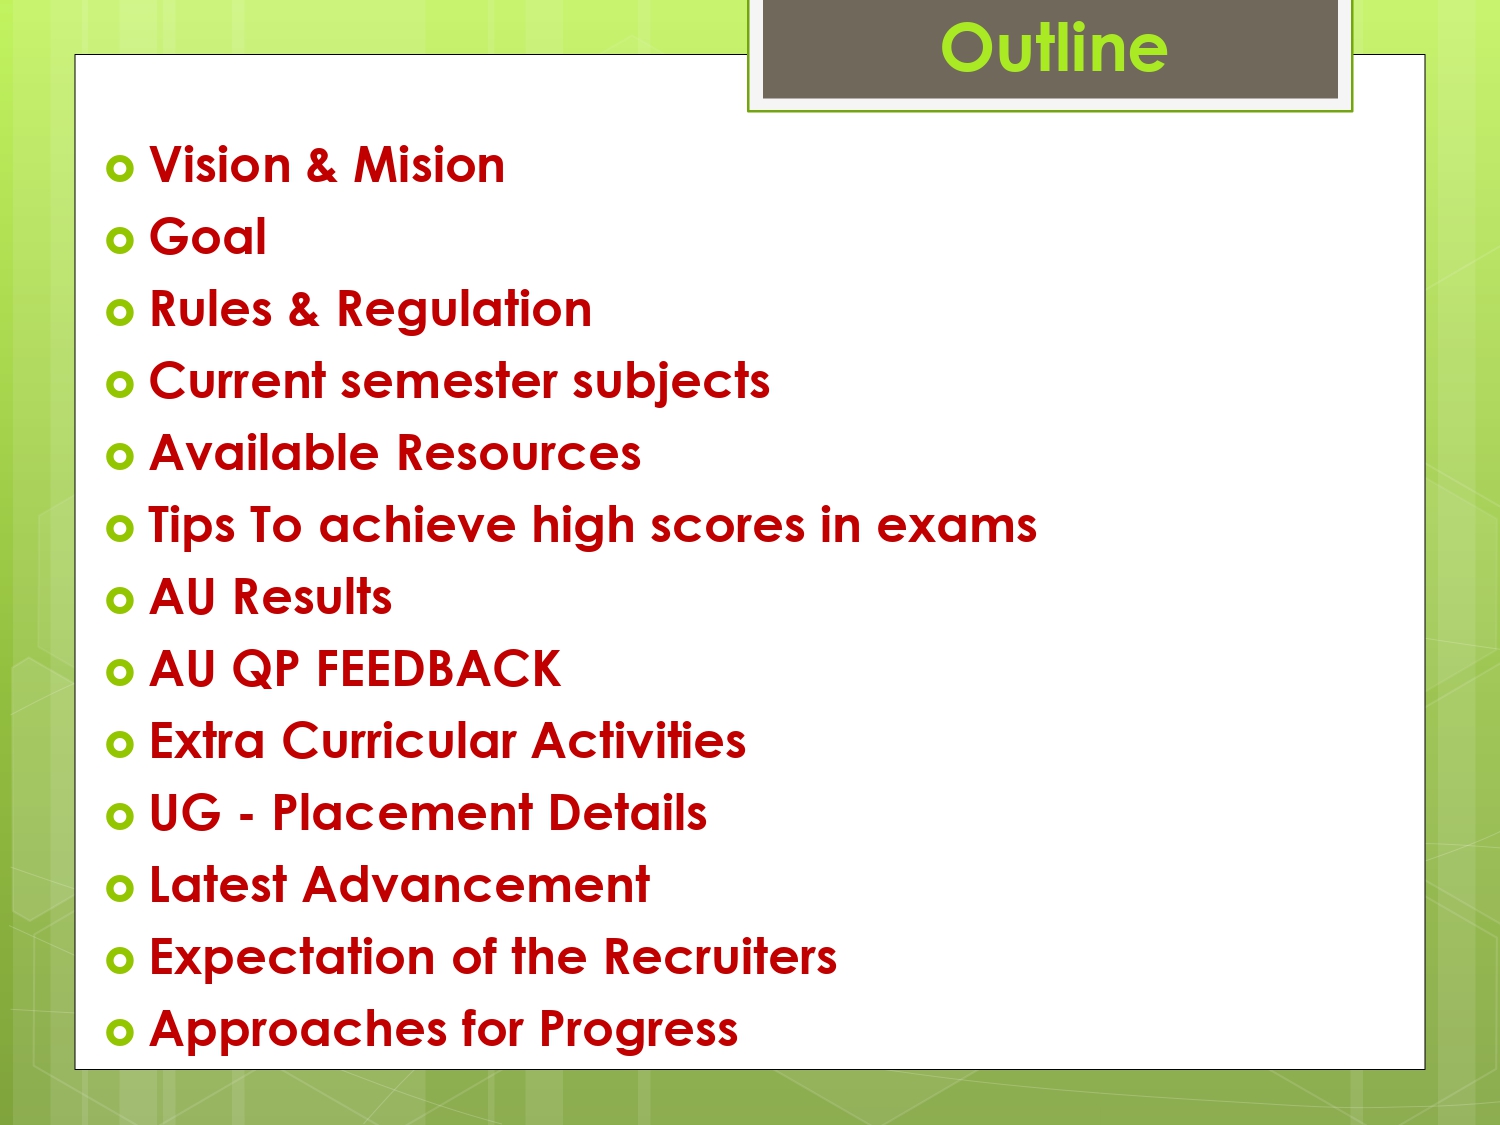 Outline
Vision & Mision
Goal
Rules & Regulation
Current semester subjects
Available Resources
Tips To achieve high scores in exams
AU Results
AU QP FEEDBACK
Extra Curricular Activities
UG - Placement Details
Latest Advancement
Expectation of the Recruiters
Approaches for Progress